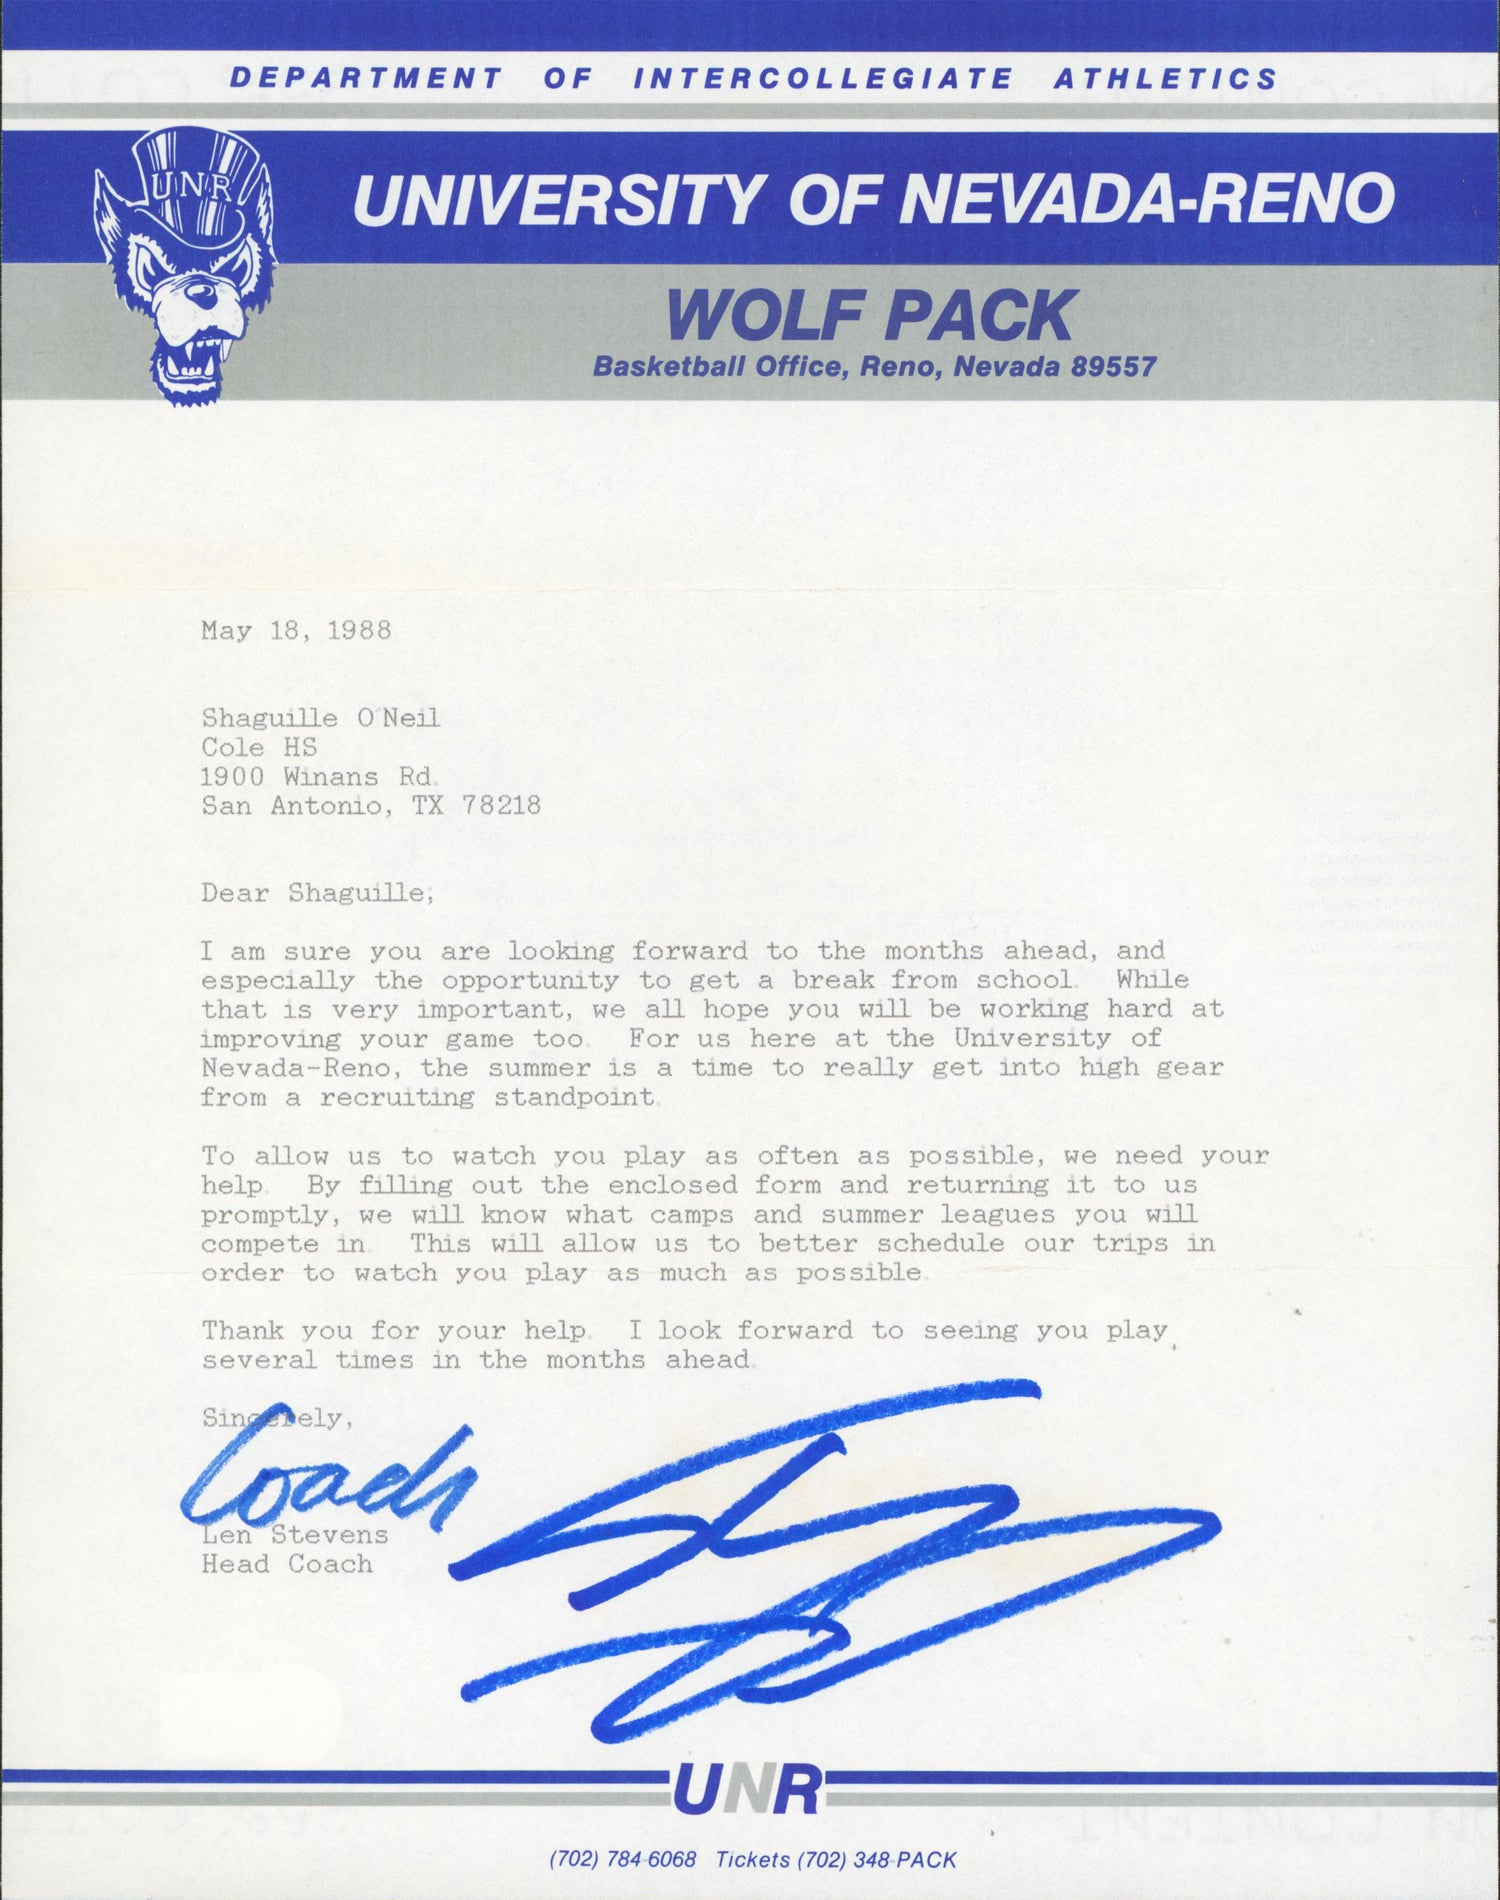 DEPARTMENT OF INTERCOLLEGIATE ATHLETICS
UNR
UNIVERSITY OF NEVADA-RENO
WOLF PACK
Basketball Office, Reno, Nevada 89557
May 18, 1988
Shaguille O'Neil
Cole HS
1900 Winans Rd.
San Antonio, TX 78218
Dear Shaguille,
I am sure you are looking forward to the months ahead, and
especially the opportunity to get a break from school. While
that is very important, we all hope you will be working hard at
improving your game too. For us here at the University of
Nevada-Reno, the summer is a time to really get into high gear
from a recruiting standpoint.
To allow us to watch you play as often as possible, we need your
help. By filling out the enclosed form and returning it to us
promptly, we will know what camps and summer leagues you will
compete in. This will allow us to better schedule our trips in
order to watch you play as much as possible.
Thank you for your help. I look forward to seeing you play
several times in the months ahead.
Sincerely,
Coach
Len Stevens
Head Coach
UNR
(702) 784-6068 Tickets (702) 348-PACK